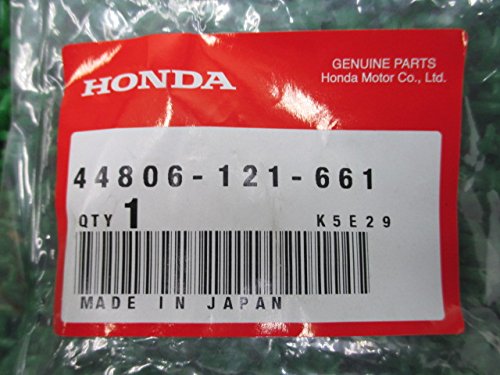 HONDA
GENUINE PARTS
Honda Motor Co., Ltd.
44806-121-661
QTY 1 K5E29
MADE IN JAPAN